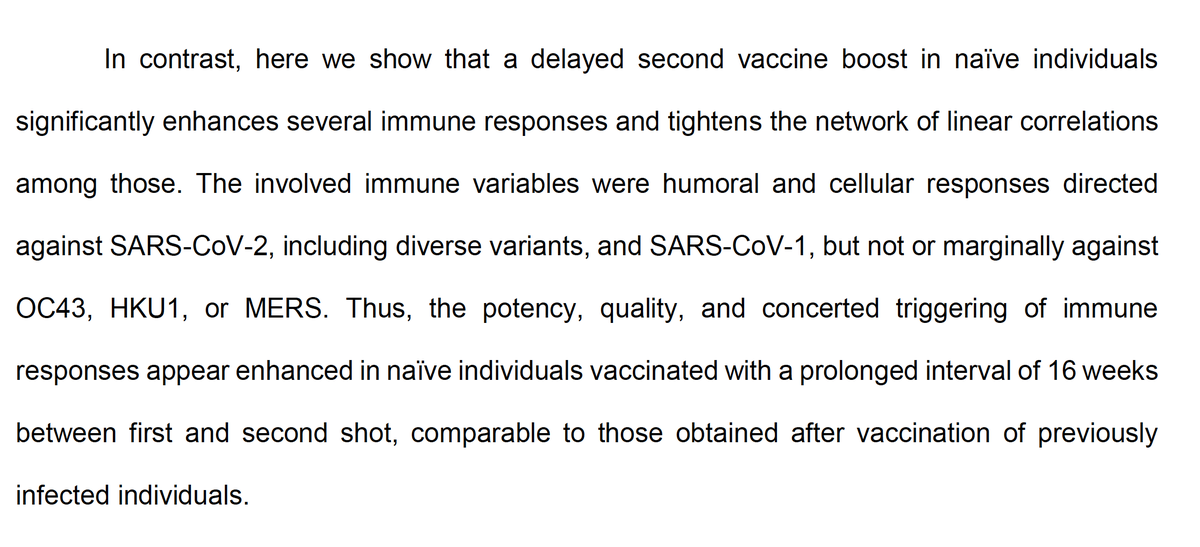 In contrast, here we show that a delayed second vaccine boost in naïve individuals
significantly enhances several immune responses and tightens the network of linear correlations
among those. The involved immune variables were humoral and cellular responses directed
against SARS-CoV-2, including diverse variants, and SARS-CoV-1, but not or marginally against
OC43, HKU1, or MERS. Thus, the potency, quality, and concerted triggering of immune
responses appear enhanced in naïve individuals vaccinated with a prolonged interval of 16 weeks
between first and second shot, comparable to those obtained after vaccination of previously
infected individuals.